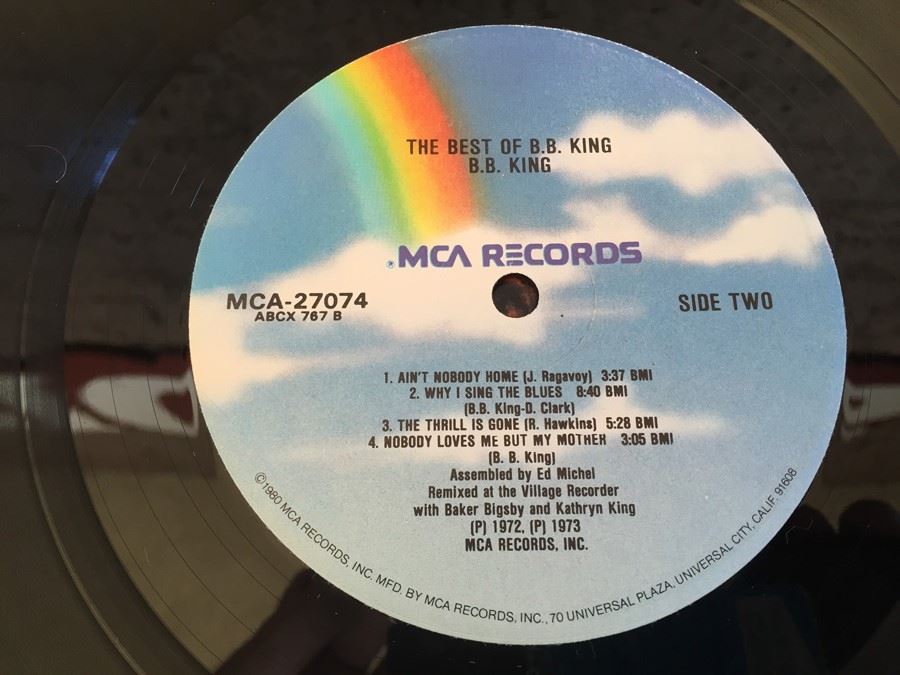 THE BEST OF B.B. KING
B.B. KING
®MCA RECORDS
MCA-27074
ABCX 767 B
SIDE TWO
1. AIN'T NOBODY HOME (J. Ragavoy) 3:37 BMI
2. WHY I SING THE BLUES 8:40 BMI
(B.B. King-D. Clark)
3. THE THRILL IS GONE (R. Hawkins) 5:28 BMI
4. NOBODY LOVES ME BUT MY MOTHER 3:05 BMI
(B. B. King)
Assembled by Ed Michel
Remixed at the Village Recorder
with Baker Bigsby and Kathryn King
(P) 1972, (P) 1973
MCA RECORDS, INC.
©1980 MCA RECORDS, INC. MFD. BY MCA RECORDS, INC., 70 UNIVERSAL PLAZA, UNIVERSAL CITY, CALIF. 91608